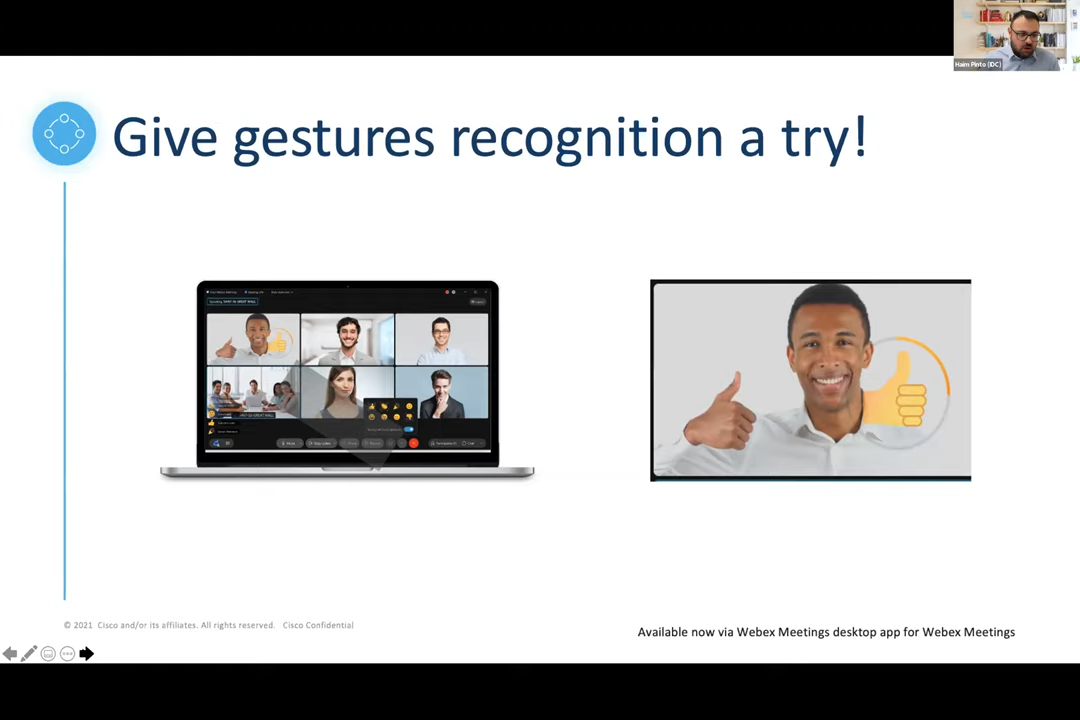 Haim Pinto (IDC)
Give gestures recognition a try!
© 2021 Cisco and/or its affiliates. All rights reserved. Cisco Confidential
Available now via Webex Meetings desktop app for Webex Meetings